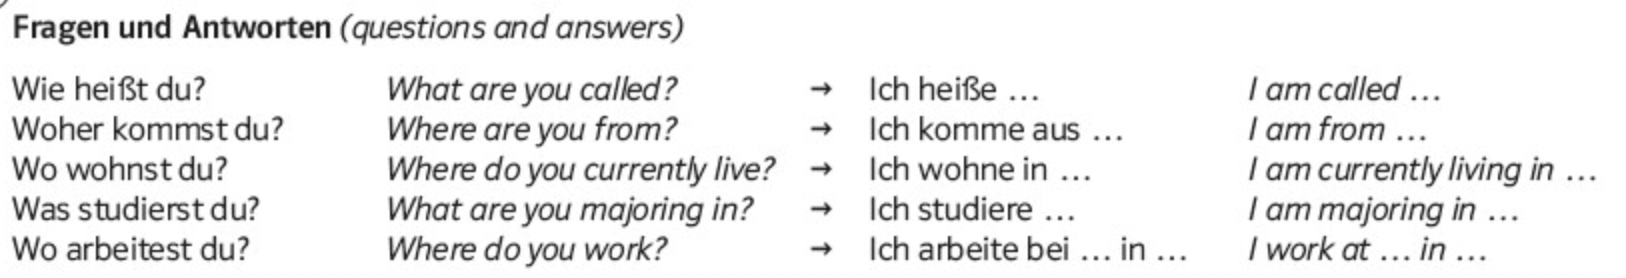 Fragen und Antworten (questions and answers)
Wie heißt du? What are you called? → Ich heiße ... I am called ...
Woher kommst du? Where are you from? → Ich komme aus ... I am from ...
Wo wohnst du? Where do you currently live? → Ich wohne in ... I am currently living in ...
Was studierst du? What are you majoring in? → Ich studiere ... I am majoring in ...
Wo arbeitest du? Where do you work? → Ich arbeite bei ... in ... I work at ... in ...